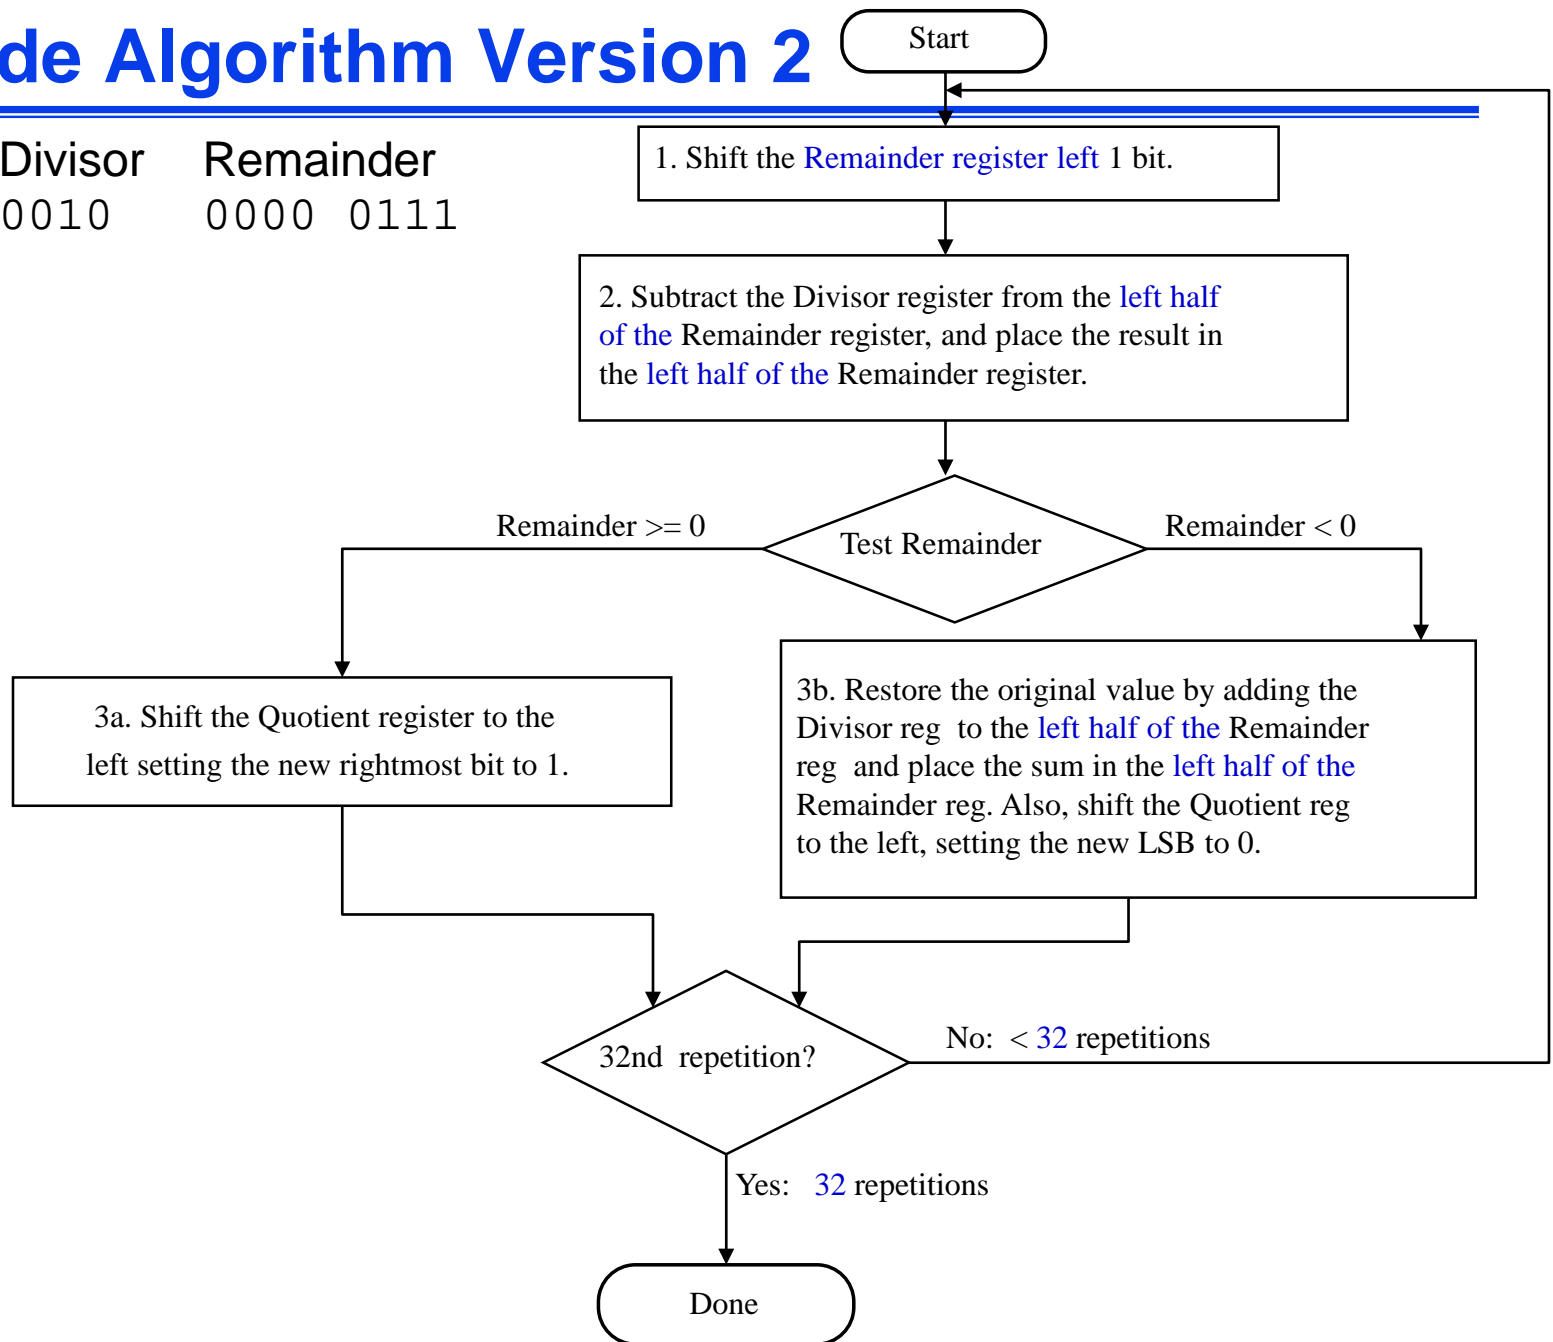 de Algorithm Version 2
Start
Divisor Remainder
0010 0000 0111
1. Shift the Remainder register left 1 bit.
2. Subtract the Divisor register from the left half
of the Remainder register, and place the result in
the left half of the Remainder register.
Remainder >= 0
Test Remainder
Remainder < 0
3a. Shift the Quotient register to the
left setting the new rightmost bit to 1.
3b. Restore the original value by adding the
Divisor reg to the left half of the Remainder
reg and place the sum in the left half of the
Remainder reg. Also, shift the Quotient reg
to the left, setting the new LSB to 0.
32nd repetition?
No: < 32 repetitions
Yes: 32 repetitions
Done